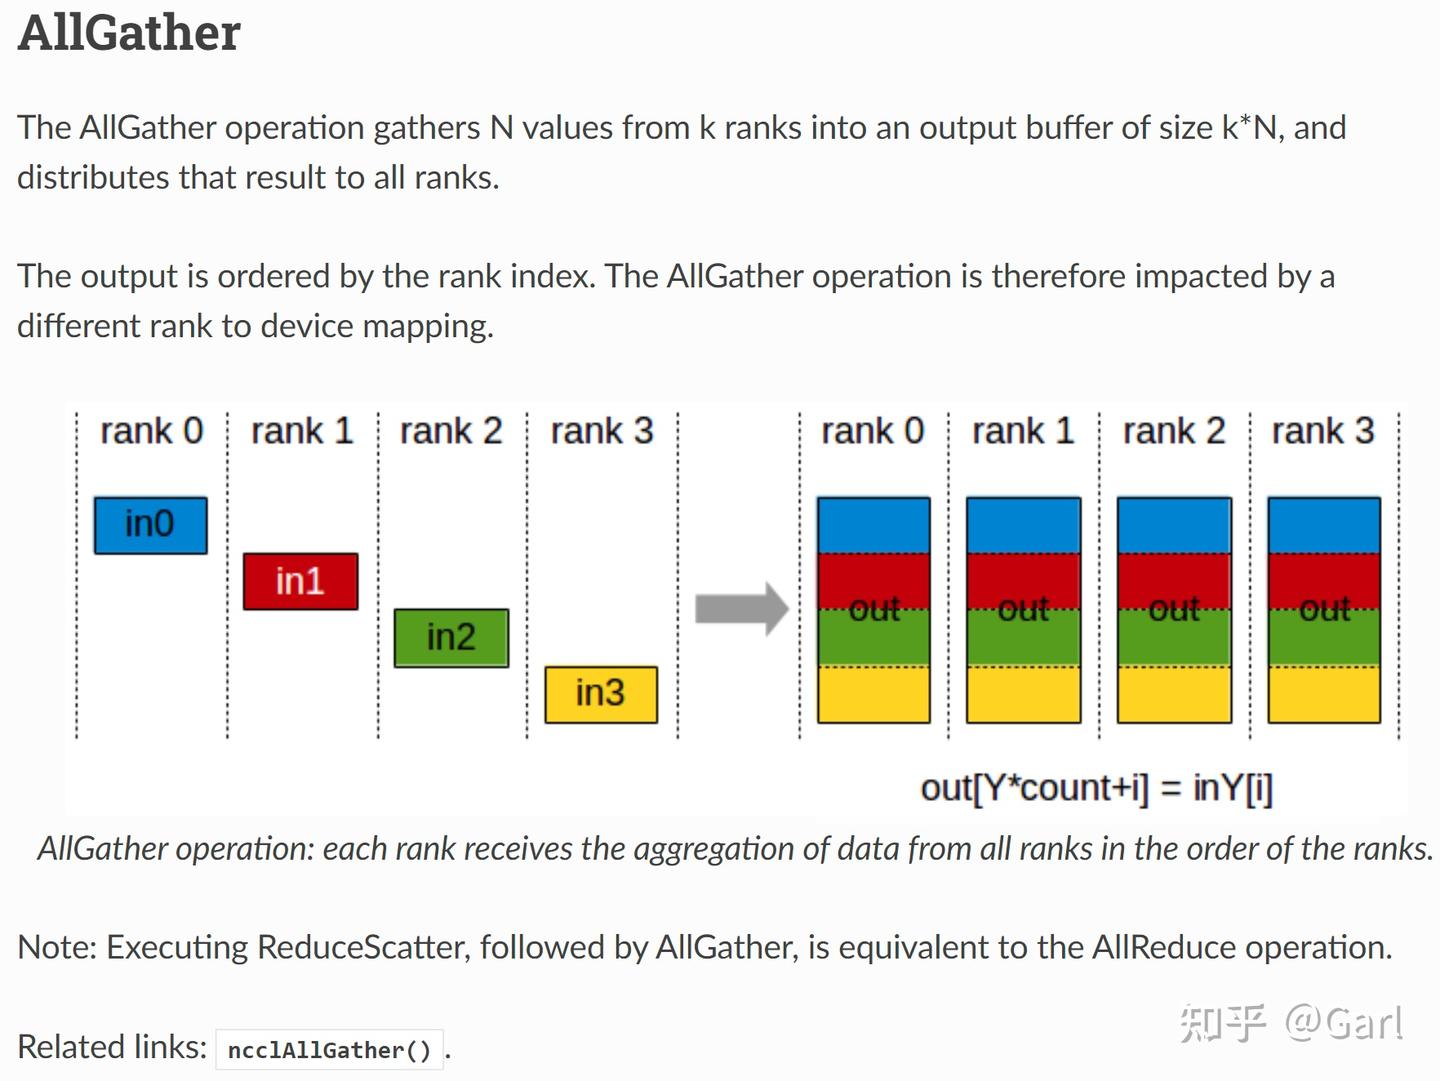 AllGather
The AllGather operation gathers N values from k ranks into an output buffer of size k*N, and
distributes that result to all ranks.
The output is ordered by the rank index. The AllGather operation is therefore impacted by a
different rank to device mapping.
rank 0 rank 1 rank 2 rank 3 rank 0 rank 1 rank 2 rank 3
in0
in1
out out out out
in2
in3
out[Y*count+i] = inY[i]
AllGather operation: each rank receives the aggregation of data from all ranks in the order of the ranks.
Note: Executing ReduceScatter, followed by AllGather, is equivalent to the AllReduce operation.
知乎 @Garl
Related links: ncclAllGather() .